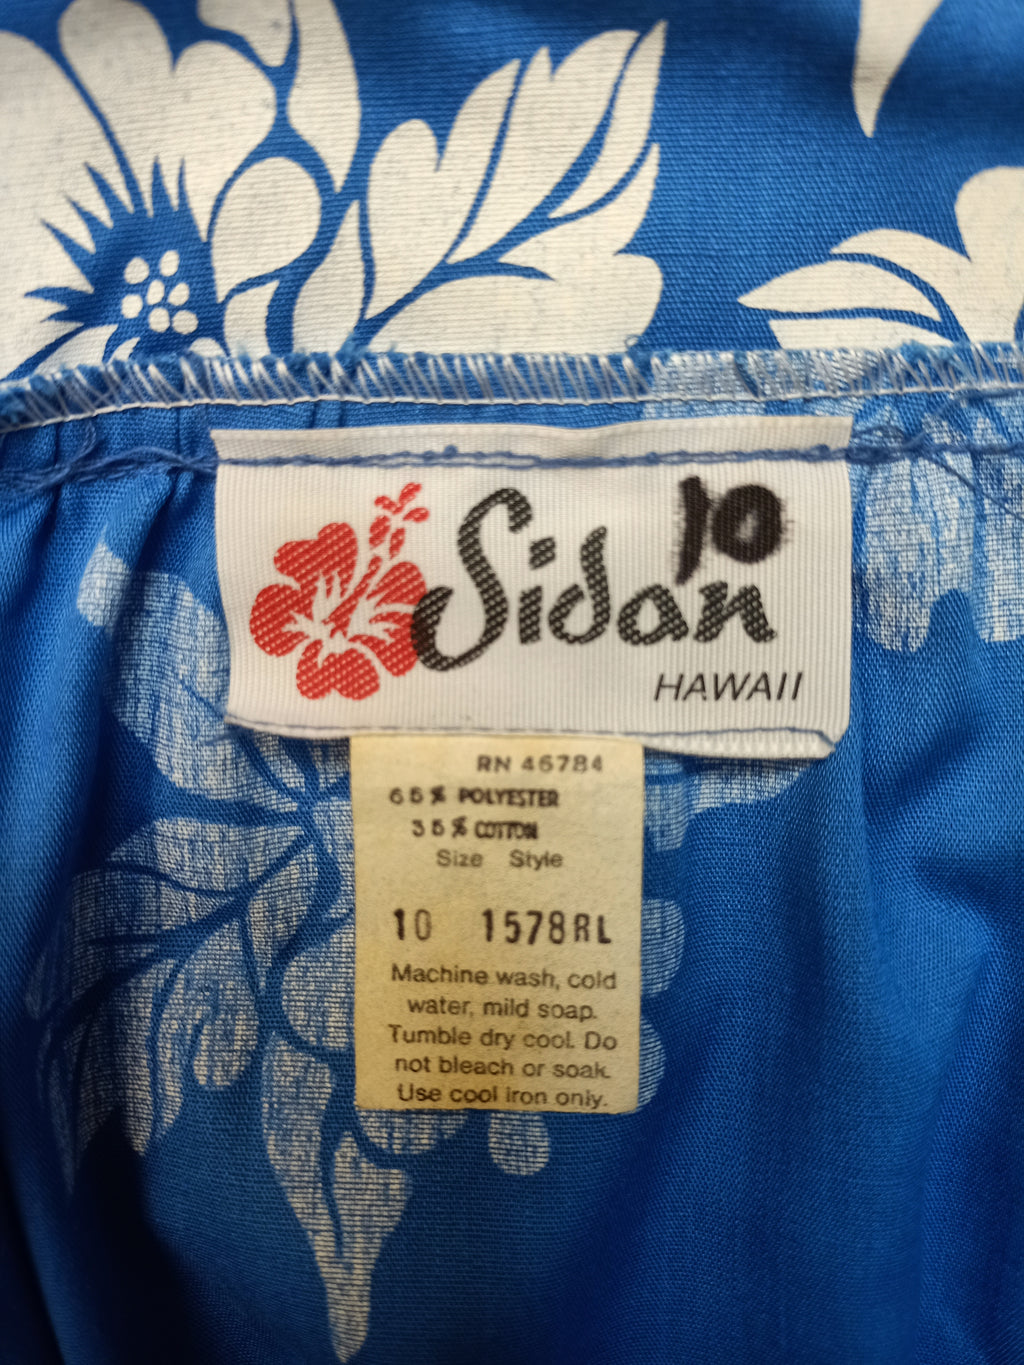 10
Sidan
HAWAII
RN 46784
65% POLYESTER
35% COTTON
Size Style
10 1578RL
Machine wash, cold
water, mild soap.
Tumble dry cool. Do
not bleach or soak.
Use cool iron only.